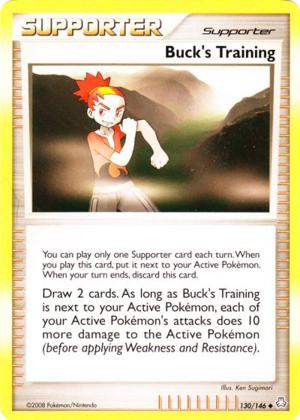 SUPPORTER
Supporter
Buck's Training
You can play only one Supporter card each turn. When
you play this card, put it next to your Active Pokémon.
When your turn ends, discard this card.
Draw 2 cards. As long as Buck's Training
is next to your Active Pokémon, each of
your Active Pokémon's attacks does 10
more damage to the Active Pokémon
(before applying Weakness and Resistance).
Illus. Ken Sugimori
©2008 Pokémon/Nintendo
130/146